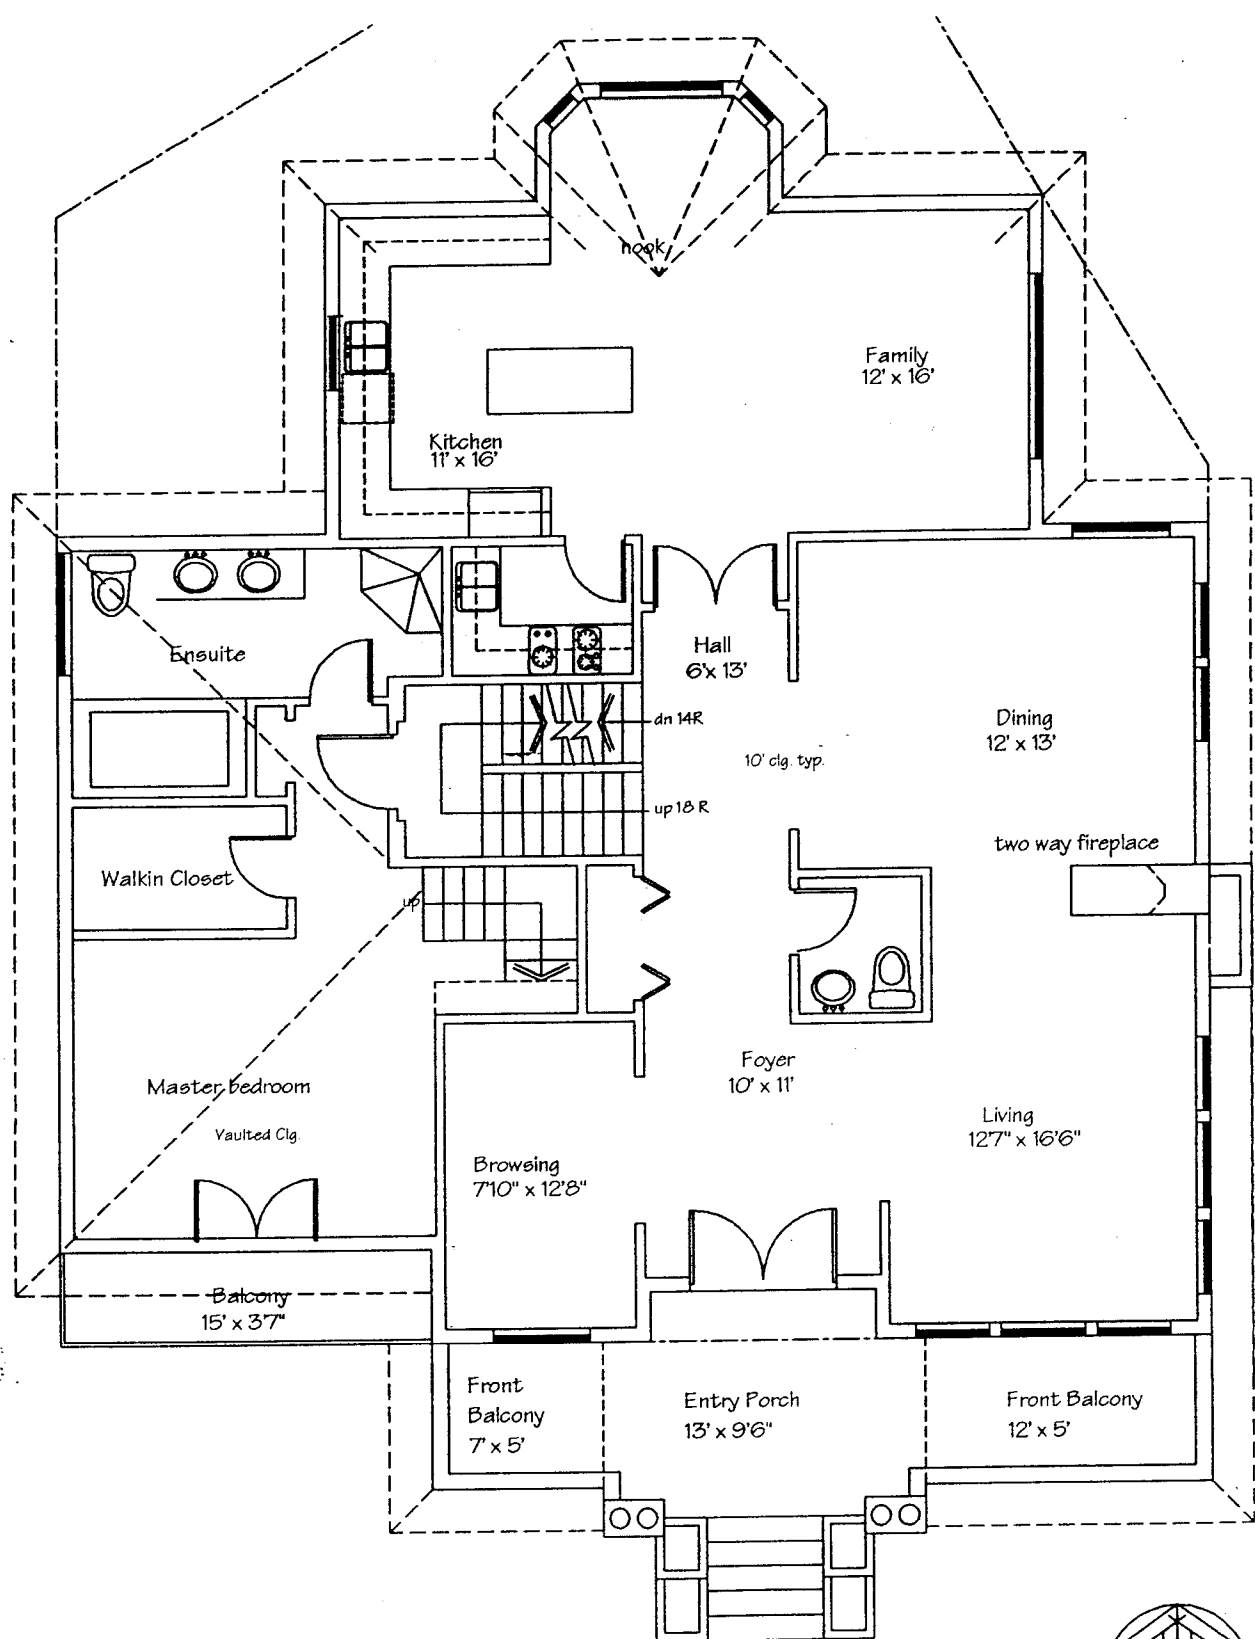 nook
Family
12' x 16'
Kitchen
11' x 16'
Ensuite
Hall
6'x 13'
dn 14R
Dining
12' x 13'
10' clg. typ.
up 18 R
two way fireplace
Walkin Closet
up
Foyer
10' x 11'
Master bedroom
Vaulted Clg.
Living
12'7" x 16'6"
Browsing
7'10" x 12'8"
Balcony
15' x 3'7"
Front
Balcony
7' x 5'
Entry Porch
13' x 9'6"
Front Balcony
12' x 5'